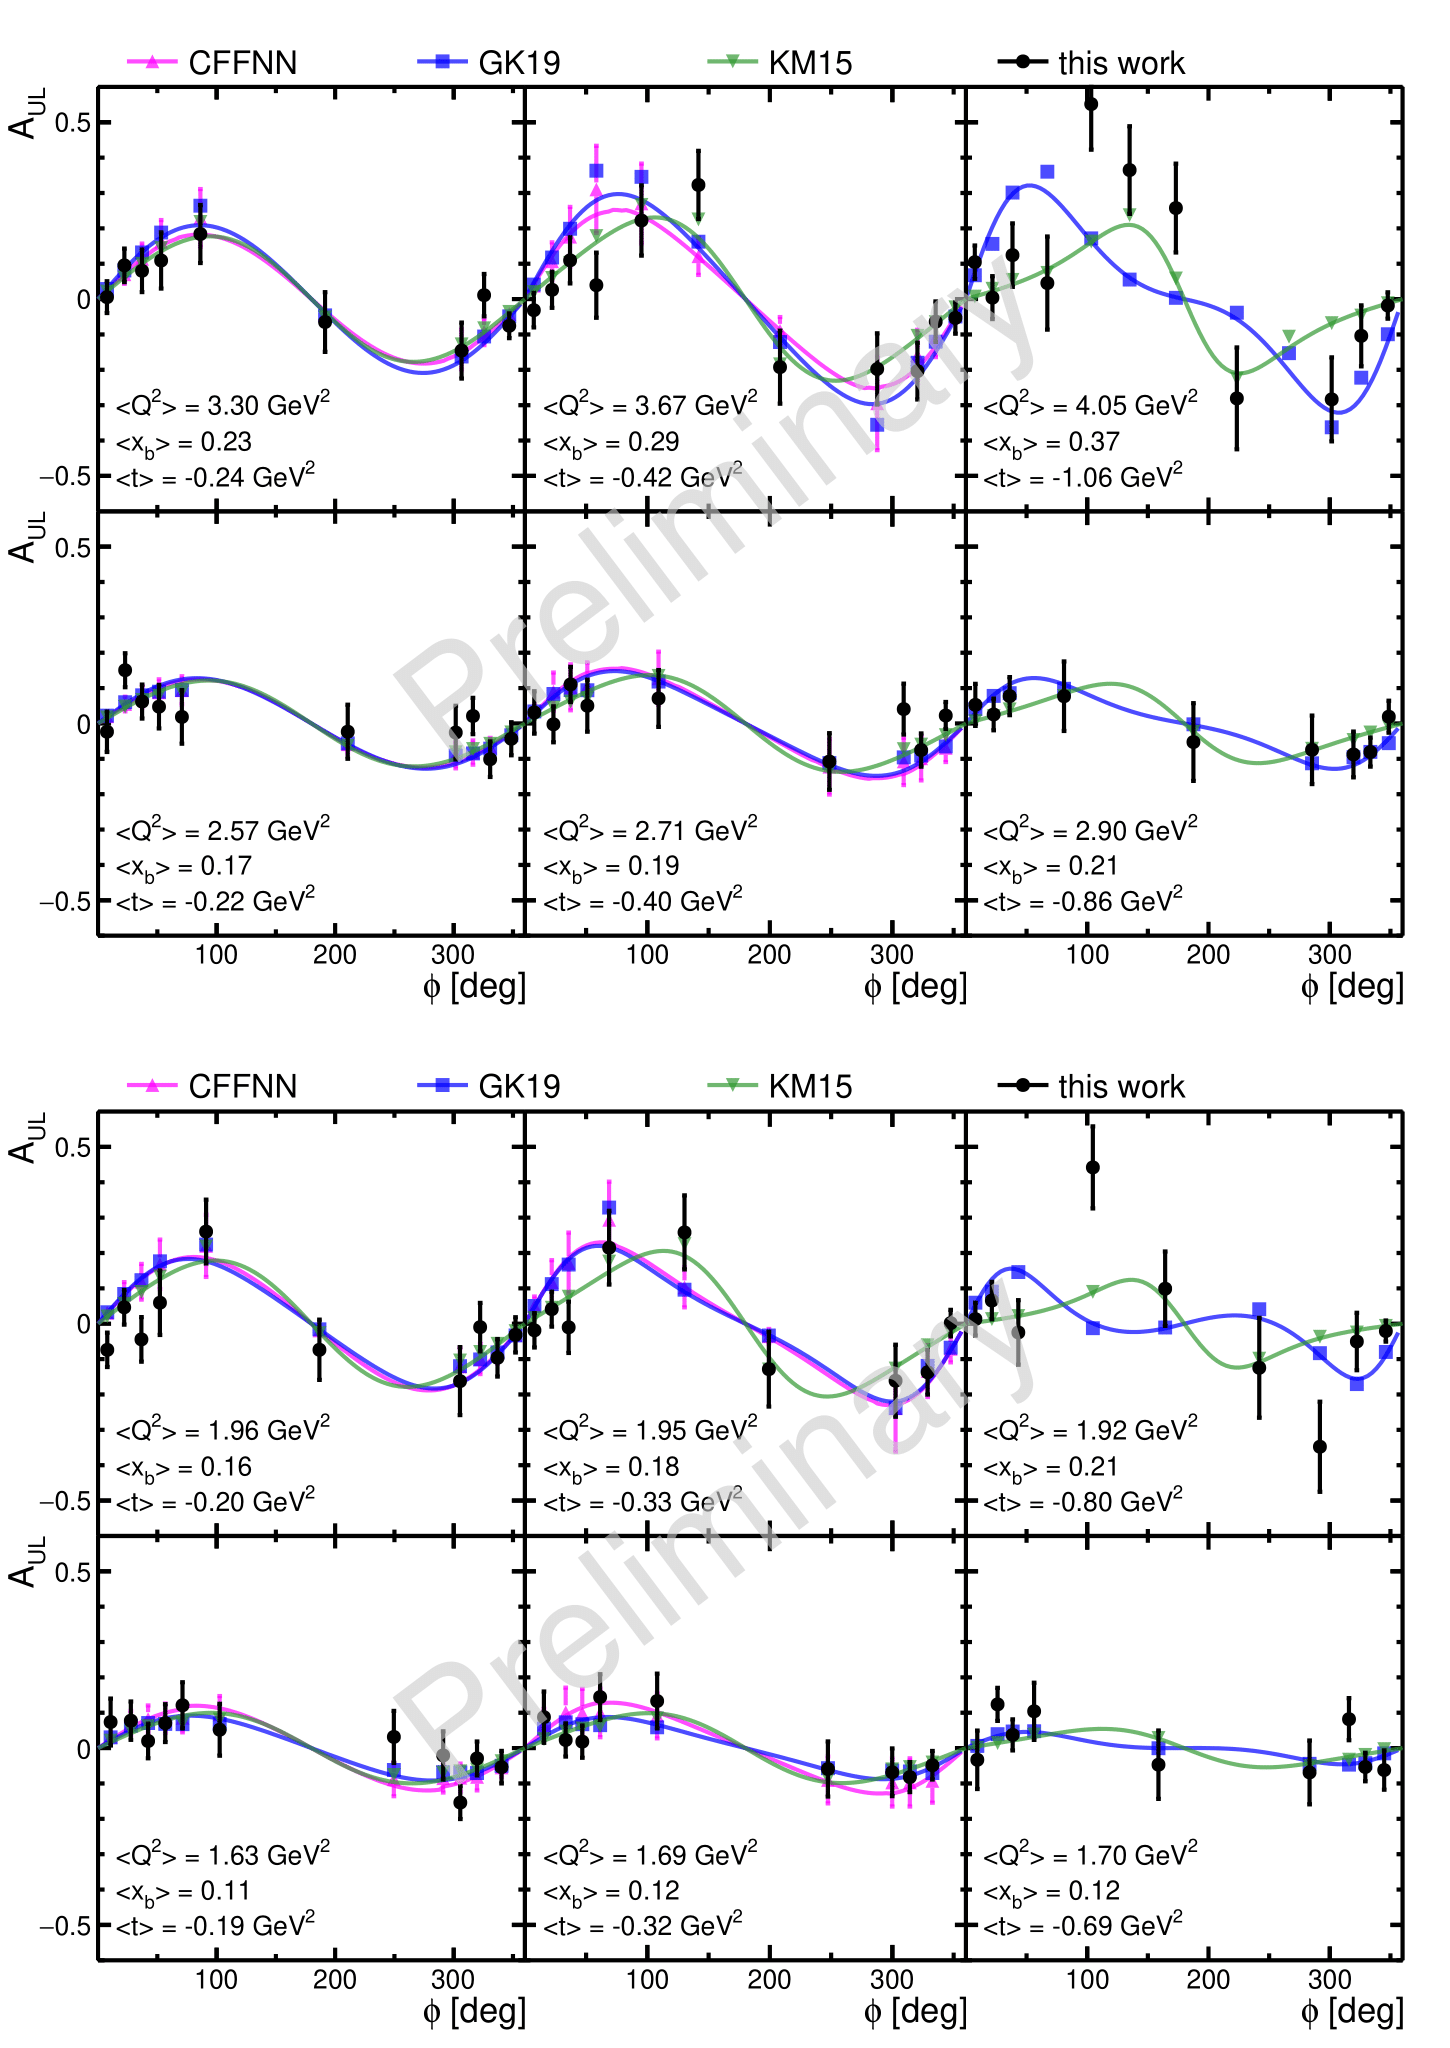 CFFNN GK19 KM15 this work
A_UL
0.5
0
−0.5
<Q²> = 3.30 GeV²
<x_b> = 0.23
<t> = -0.24 GeV²
<Q²> = 3.67 GeV²
<x_b> = 0.29
<t> = -0.42 GeV²
<Q²> = 4.05 GeV²
<x_b> = 0.37
<t> = -1.06 GeV²
A_UL
0.5
0
−0.5
<Q²> = 2.57 GeV²
<x_b> = 0.17
<t> = -0.22 GeV²
<Q²> = 2.71 GeV²
<x_b> = 0.19
<t> = -0.40 GeV²
<Q²> = 2.90 GeV²
<x_b> = 0.21
<t> = -0.86 GeV²
Preliminary
100 200 300 100 200 300 100 200 300
ϕ [deg] ϕ [deg] ϕ [deg]
CFFNN GK19 KM15 this work
A_UL
0.5
0
−0.5
<Q²> = 1.96 GeV²
<x_b> = 0.16
<t> = -0.20 GeV²
<Q²> = 1.95 GeV²
<x_b> = 0.18
<t> = -0.33 GeV²
<Q²> = 1.92 GeV²
<x_b> = 0.21
<t> = -0.80 GeV²
A_UL
0.5
0
−0.5
<Q²> = 1.63 GeV²
<x_b> = 0.11
<t> = -0.19 GeV²
<Q²> = 1.69 GeV²
<x_b> = 0.12
<t> = -0.32 GeV²
<Q²> = 1.70 GeV²
<x_b> = 0.12
<t> = -0.69 GeV²
Preliminary
100 200 300 100 200 300 100 200 300
ϕ [deg] ϕ [deg] ϕ [deg]